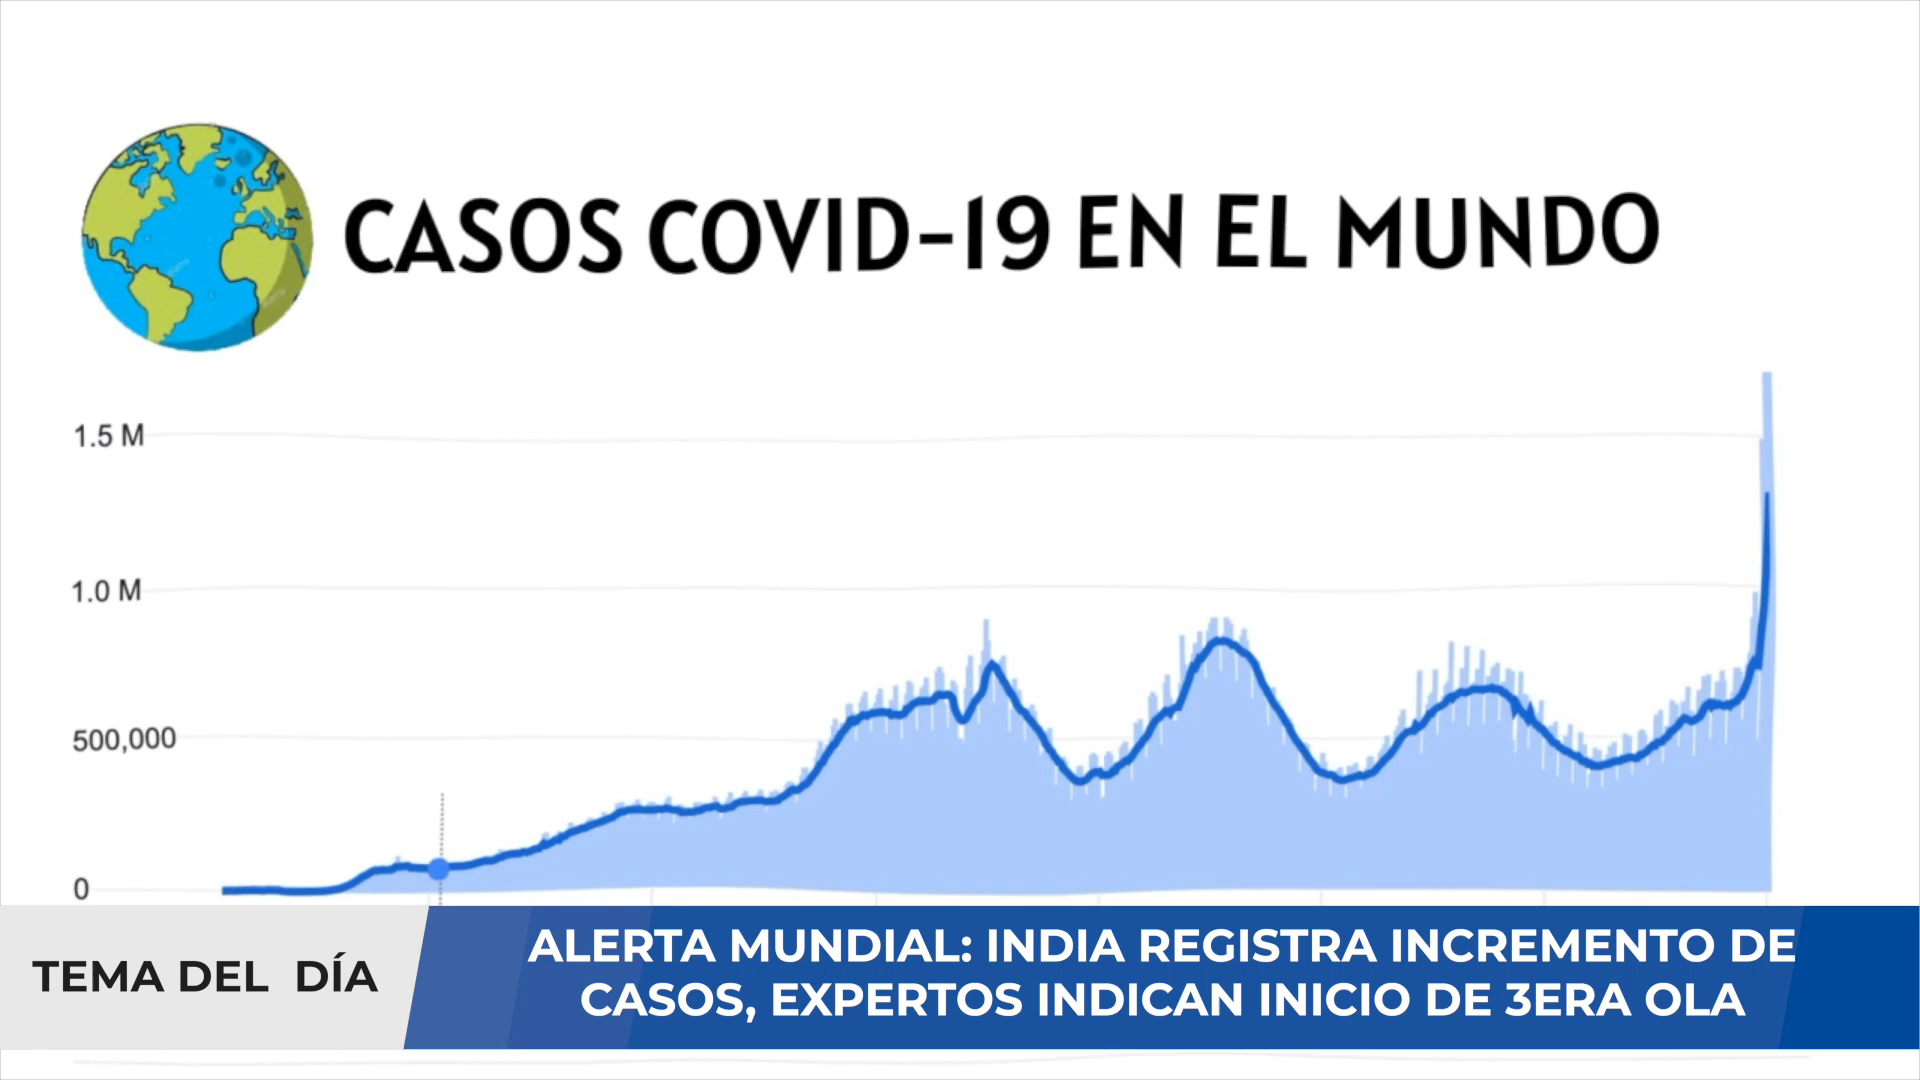 CASOS COVID-19 EN EL MUNDO
1.5 M
1.0 M
500,000
0
TEMA DEL DÍA
ALERTA MUNDIAL: INDIA REGISTRA INCREMENTO DE
CASOS, EXPERTOS INDICAN INICIO DE 3ERA OLA